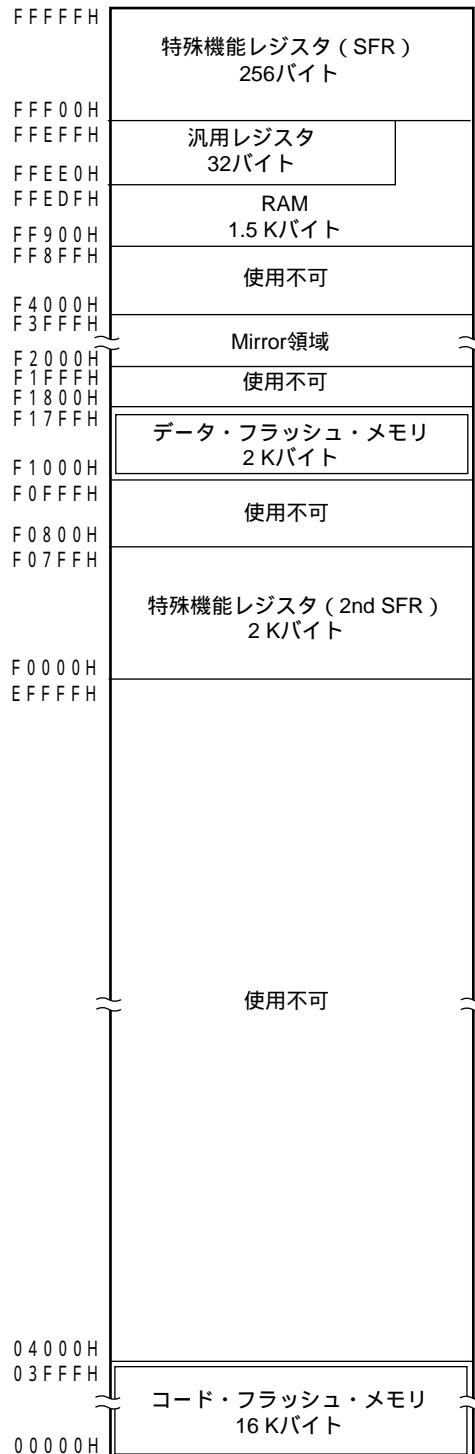 FFFFFH
特殊機能レジスタ（SFR）
256バイト
FFF00H
FFEFFH
汎用レジスタ
32バイト
FFEE0H
FFEDFH
RAM
1.5 Kバイト
FF900H
FF8FFH
使用不可
F4000H
F3FFFH
Mirror領域
F2000H
F1FFFH
使用不可
F1800H
F17FFH
データ・フラッシュ・メモリ
2 Kバイト
F1000H
F0FFFH
使用不可
F0800H
F07FFH
特殊機能レジスタ（2nd SFR）
2 Kバイト
F0000H
EFFFFH
使用不可
04000H
03FFFH
コード・フラッシュ・メモリ
16 Kバイト
00000H